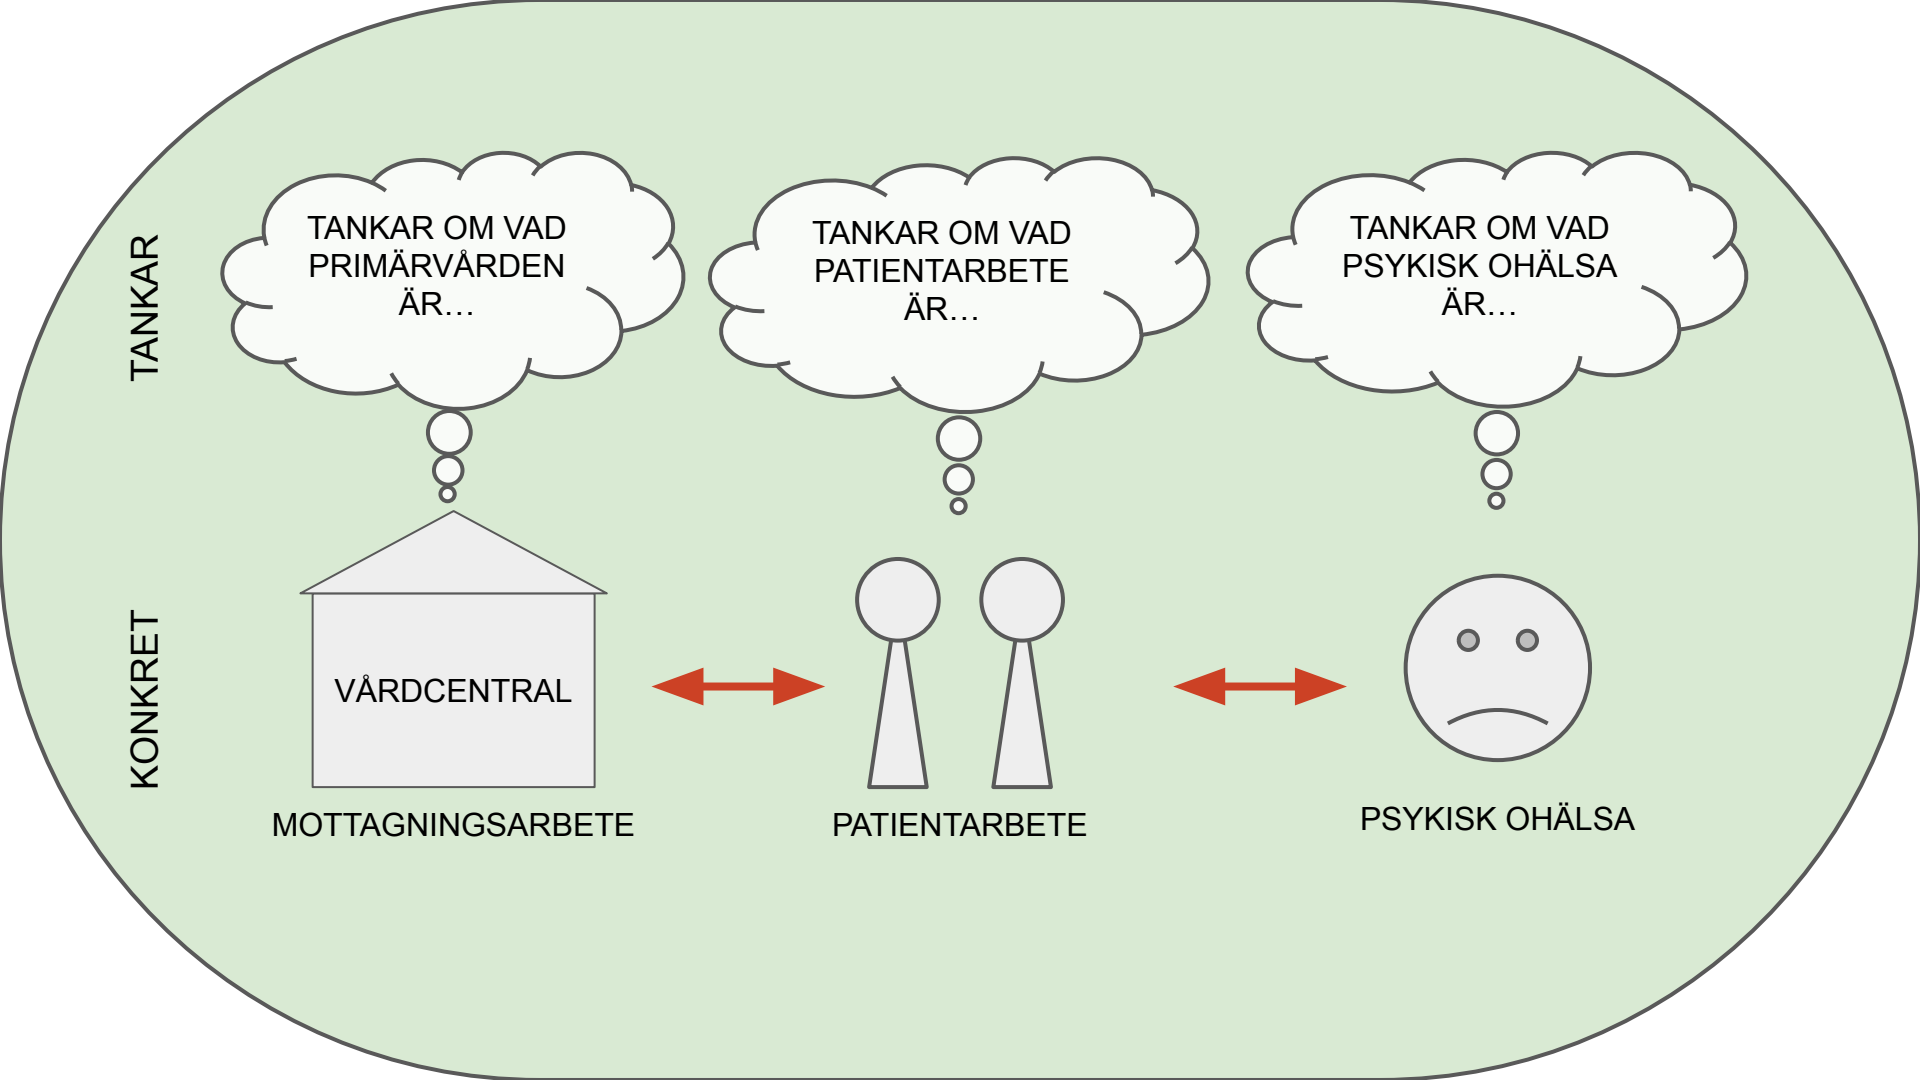 TANKAR
TANKAR OM VAD
PRIMÄRVÅRDEN
ÄR…
TANKAR OM VAD
PATIENTARBETE
ÄR…
TANKAR OM VAD
PSYKISK OHÄLSA
ÄR…
KONKRET
VÅRDCENTRAL
MOTTAGNINGSARBETE
PATIENTARBETE
PSYKISK OHÄLSA